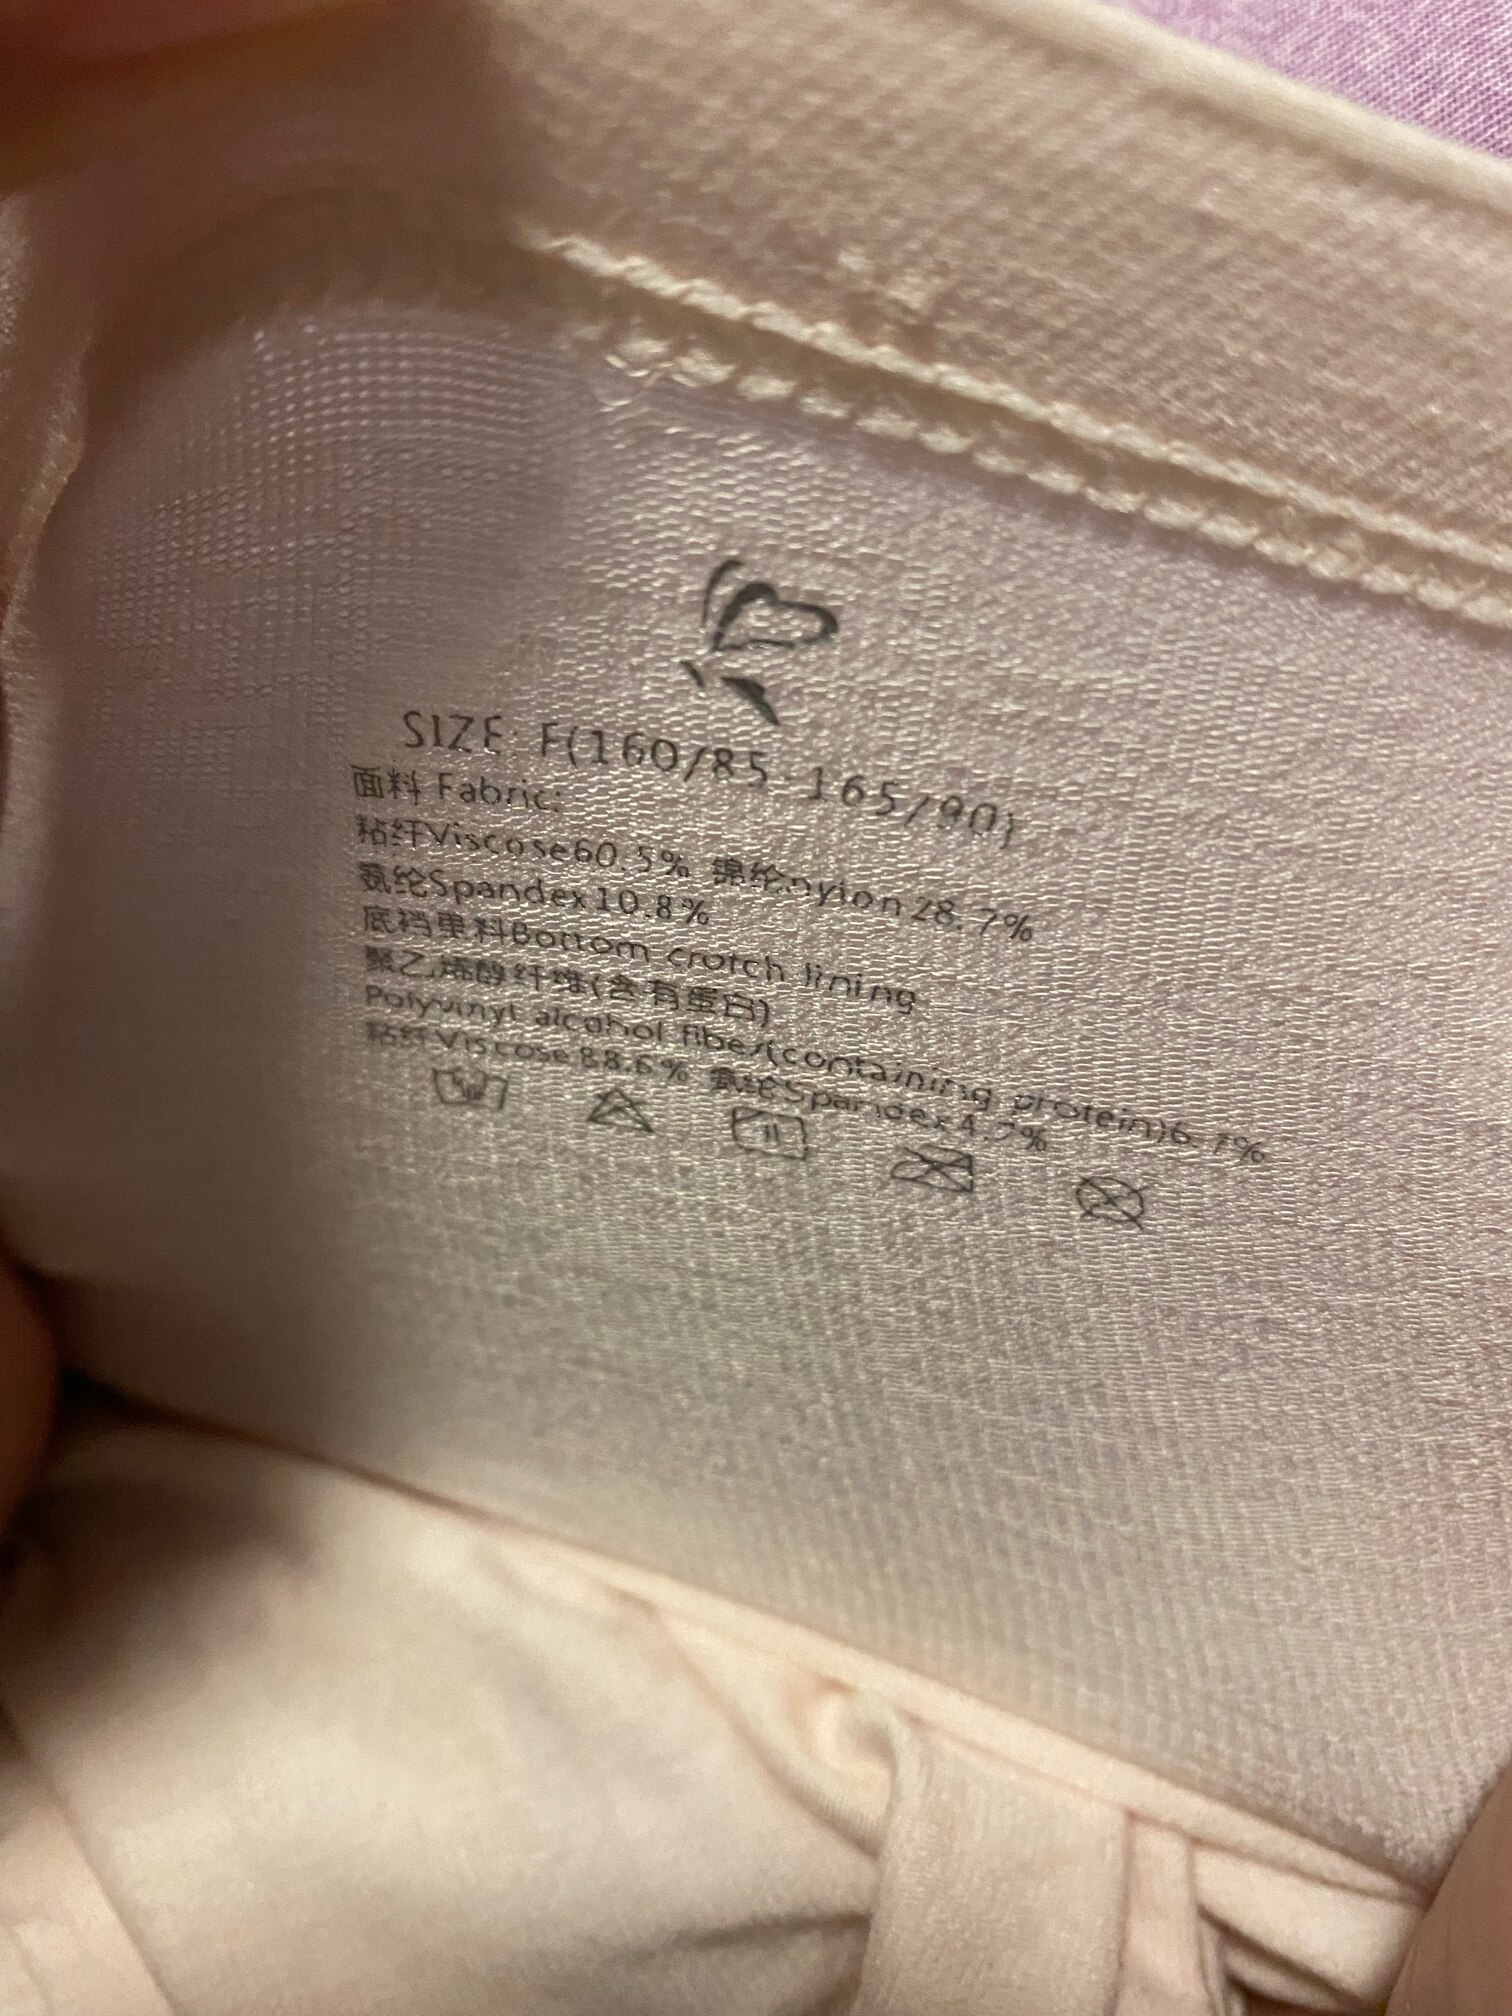 SIZE: F(160/85-165/90)
面料 Fabric:
粘纤Viscose60.5% 锦纶nylon28.7%
氨纶Spandex10.8%
底裆里料Bottom crotch lining
聚乙烯醇纤维(含有蛋白)
Polyvinyl alcohol fiber(containing protein)6.7%
粘纤Viscose88.6% 氨纶Spandex4.7%